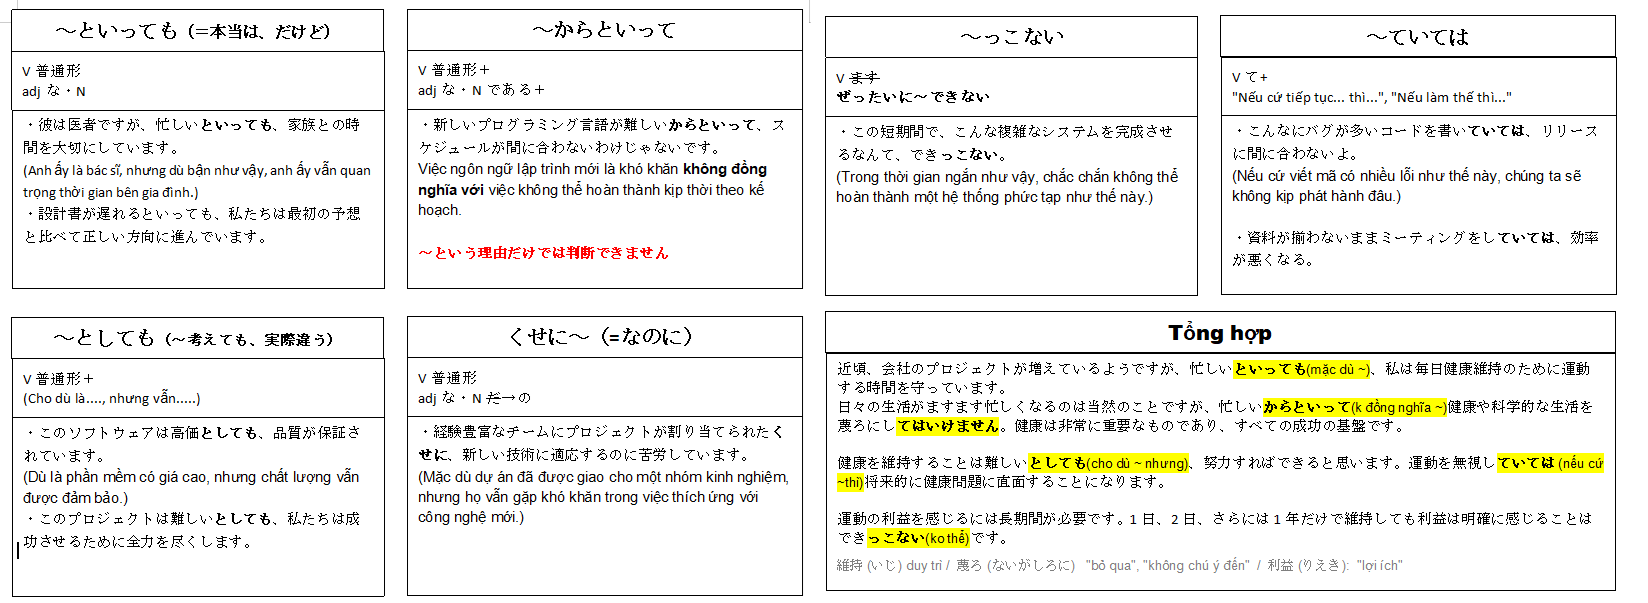 ～といっても（＝本当は、だけど）
V 普通形
adj な・N
・彼は医者ですが、忙しいといっても、家族との時
間を大切にしています。
(Anh ấy là bác sĩ, nhưng dù bận như vậy, anh ấy vẫn quan
trọng thời gian bên gia đình.)
・設計書が遅れるといっても、私たちは最初の予想
と比べて正しい方向に進んでいます。
～からといって
V 普通形＋
adj な・N である＋
・新しいプログラミング言語が難しいからといって、ス
ケジュールが間に合わないわけじゃないです。
Việc ngôn ngữ lập trình mới là khó khăn không đồng
nghĩa với việc không thể hoàn thành kịp thời theo kế
hoạch.
～という理由だけでは判断できません
～っこない
V ます
ぜったいに～できない
・この短期間で、こんな複雑なシステムを完成させ
るなんて、できっこない。
(Trong thời gian ngắn như vậy, chắc chắn không thể
hoàn thành một hệ thống phức tạp như thế này.)
～ていては
V て+
"Nếu cứ tiếp tục... thì...", "Nếu làm thế thì..."
・こんなにバグが多いコードを書いていては、リリース
に間に合わないよ。
(Nếu cứ viết mã có nhiều lỗi như thế này, chúng ta sẽ
không kịp phát hành đâu.)
・資料が揃わないままミーティングをしていては、効率
が悪くなる。
～としても（～考えても、実際違う）
V 普通形＋
(Cho dù là...., nhưng vẫn.....)
・このソフトウェアは高価としても、品質が保証さ
れています。
(Dù là phần mềm có giá cao, nhưng chất lượng vẫn
được đảm bảo.)
・このプロジェクトは難しいとしても、私たちは成
功させるために全力を尽くします。
くせに～（=なのに）
V 普通形
adj な・N だ→の
・経験豊富なチームにプロジェクトが割り当てられたく
せに、新しい技術に適応するのに苦労しています。
(Mặc dù dự án đã được giao cho một nhóm kinh nghiệm,
nhưng họ vẫn gặp khó khăn trong việc thích ứng với
công nghệ mới.)
Tổng hợp
近頃、会社のプロジェクトが増えているようですが、忙しいといっても(mặc dù ~)、私は毎日健康維持のために運動
する時間を守っています。
日々の生活がますます忙しくなるのは当然のことですが、忙しいからといって(k đồng nghĩa ~)健康や科学的な生活を
蔑ろにしてはいけません。健康は非常に重要なものであり、すべての成功の基盤です。
健康を維持することは難しいとしても(cho dù ~ nhưng)、努力すればできると思います。運動を無視していては (nếu cứ
~thì)将来的に健康問題に直面することになります。
運動の利益を感じるには長期間が必要です。1 日、2 日、さらには 1 年だけで維持しても利益は明確に感じることは
できっこない(ko thể)です。
維持 (いじ) duy trì / 蔑ろ (ないがしろに) "bỏ qua", "không chú ý đến" / 利益 (りえき): "lợi ích"